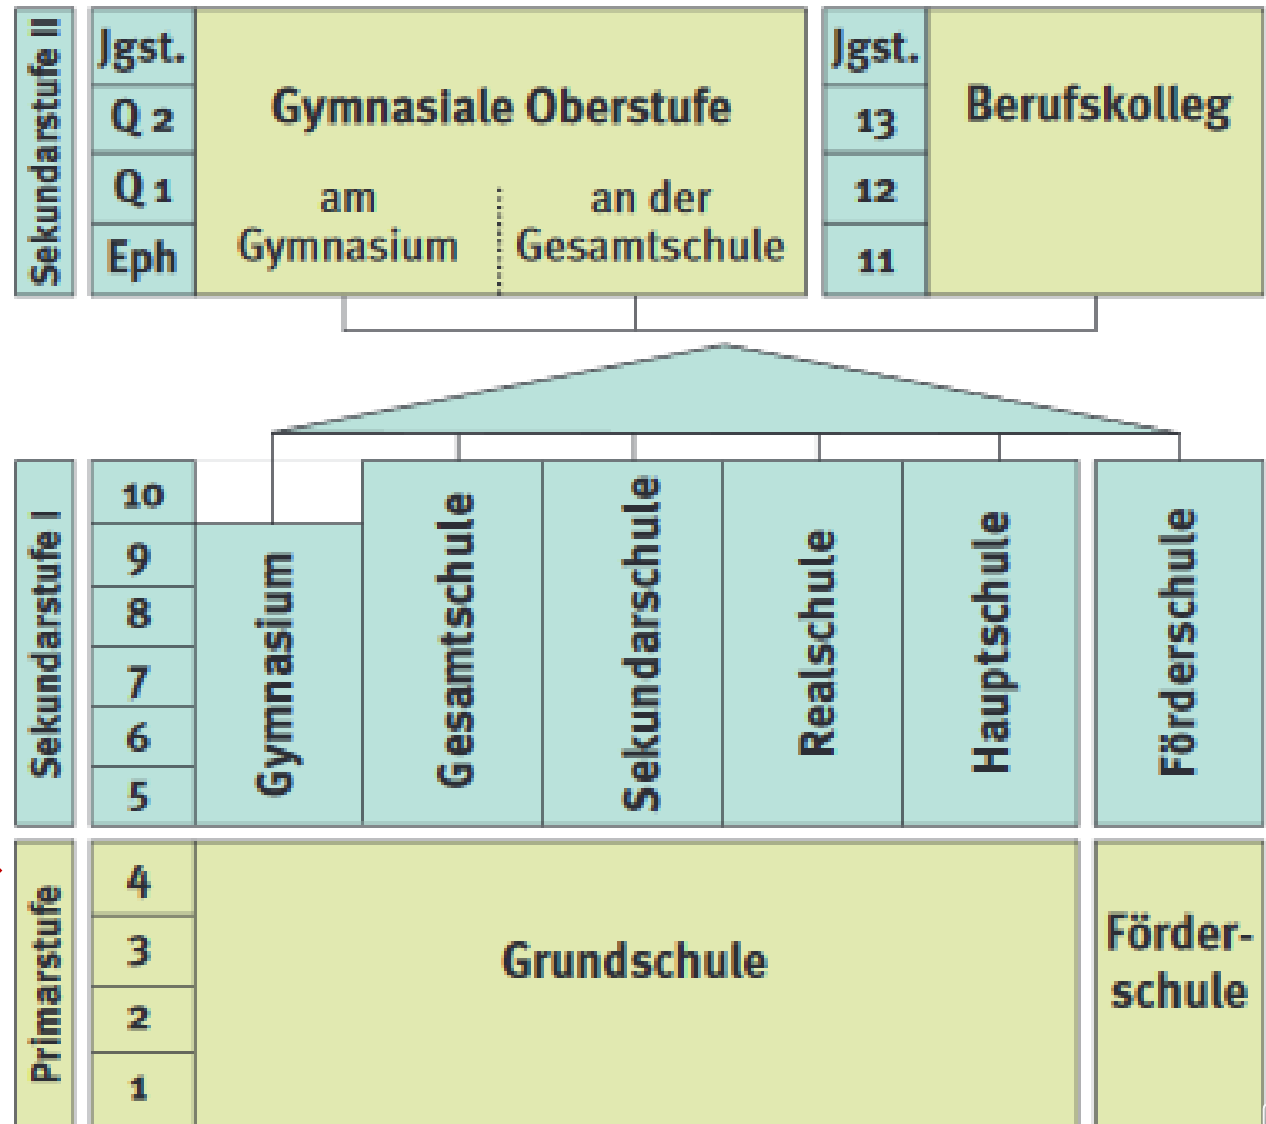 Sekundarstufe II
Jgst.
Q 2
Q 1
Eph
Gymnasiale Oberstufe
am
Gymnasium
an der
Gesamtschule
Jgst.
13
12
11
Berufskolleg
Sekundarstufe I
10
9
8
7
6
5
Gymnasium
Gesamtschule
Sekundarschule
Realschule
Hauptschule
Förderschule
Primarstufe
4
3
2
1
Grundschule
Förder-
schule